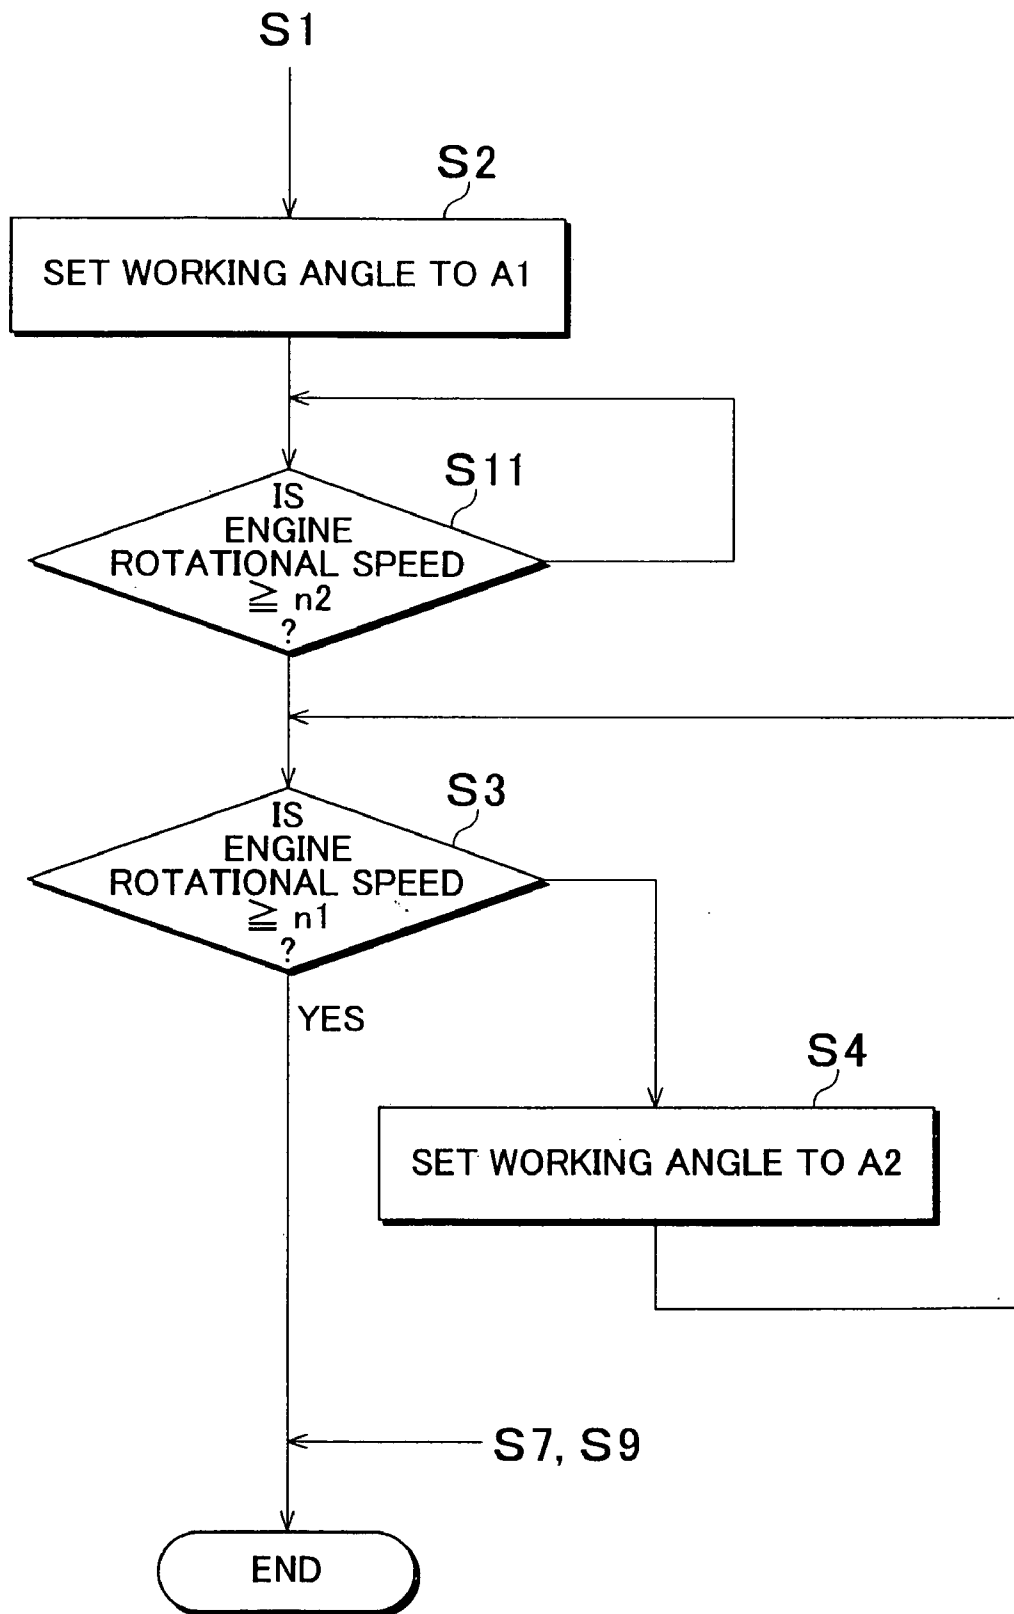 S1
S2
SET WORKING ANGLE TO A1
S11
IS
ENGINE
ROTATIONAL SPEED
≧ n2
?
S3
IS
ENGINE
ROTATIONAL SPEED
≧ n1
?
YES
S4
SET WORKING ANGLE TO A2
S7, S9
END